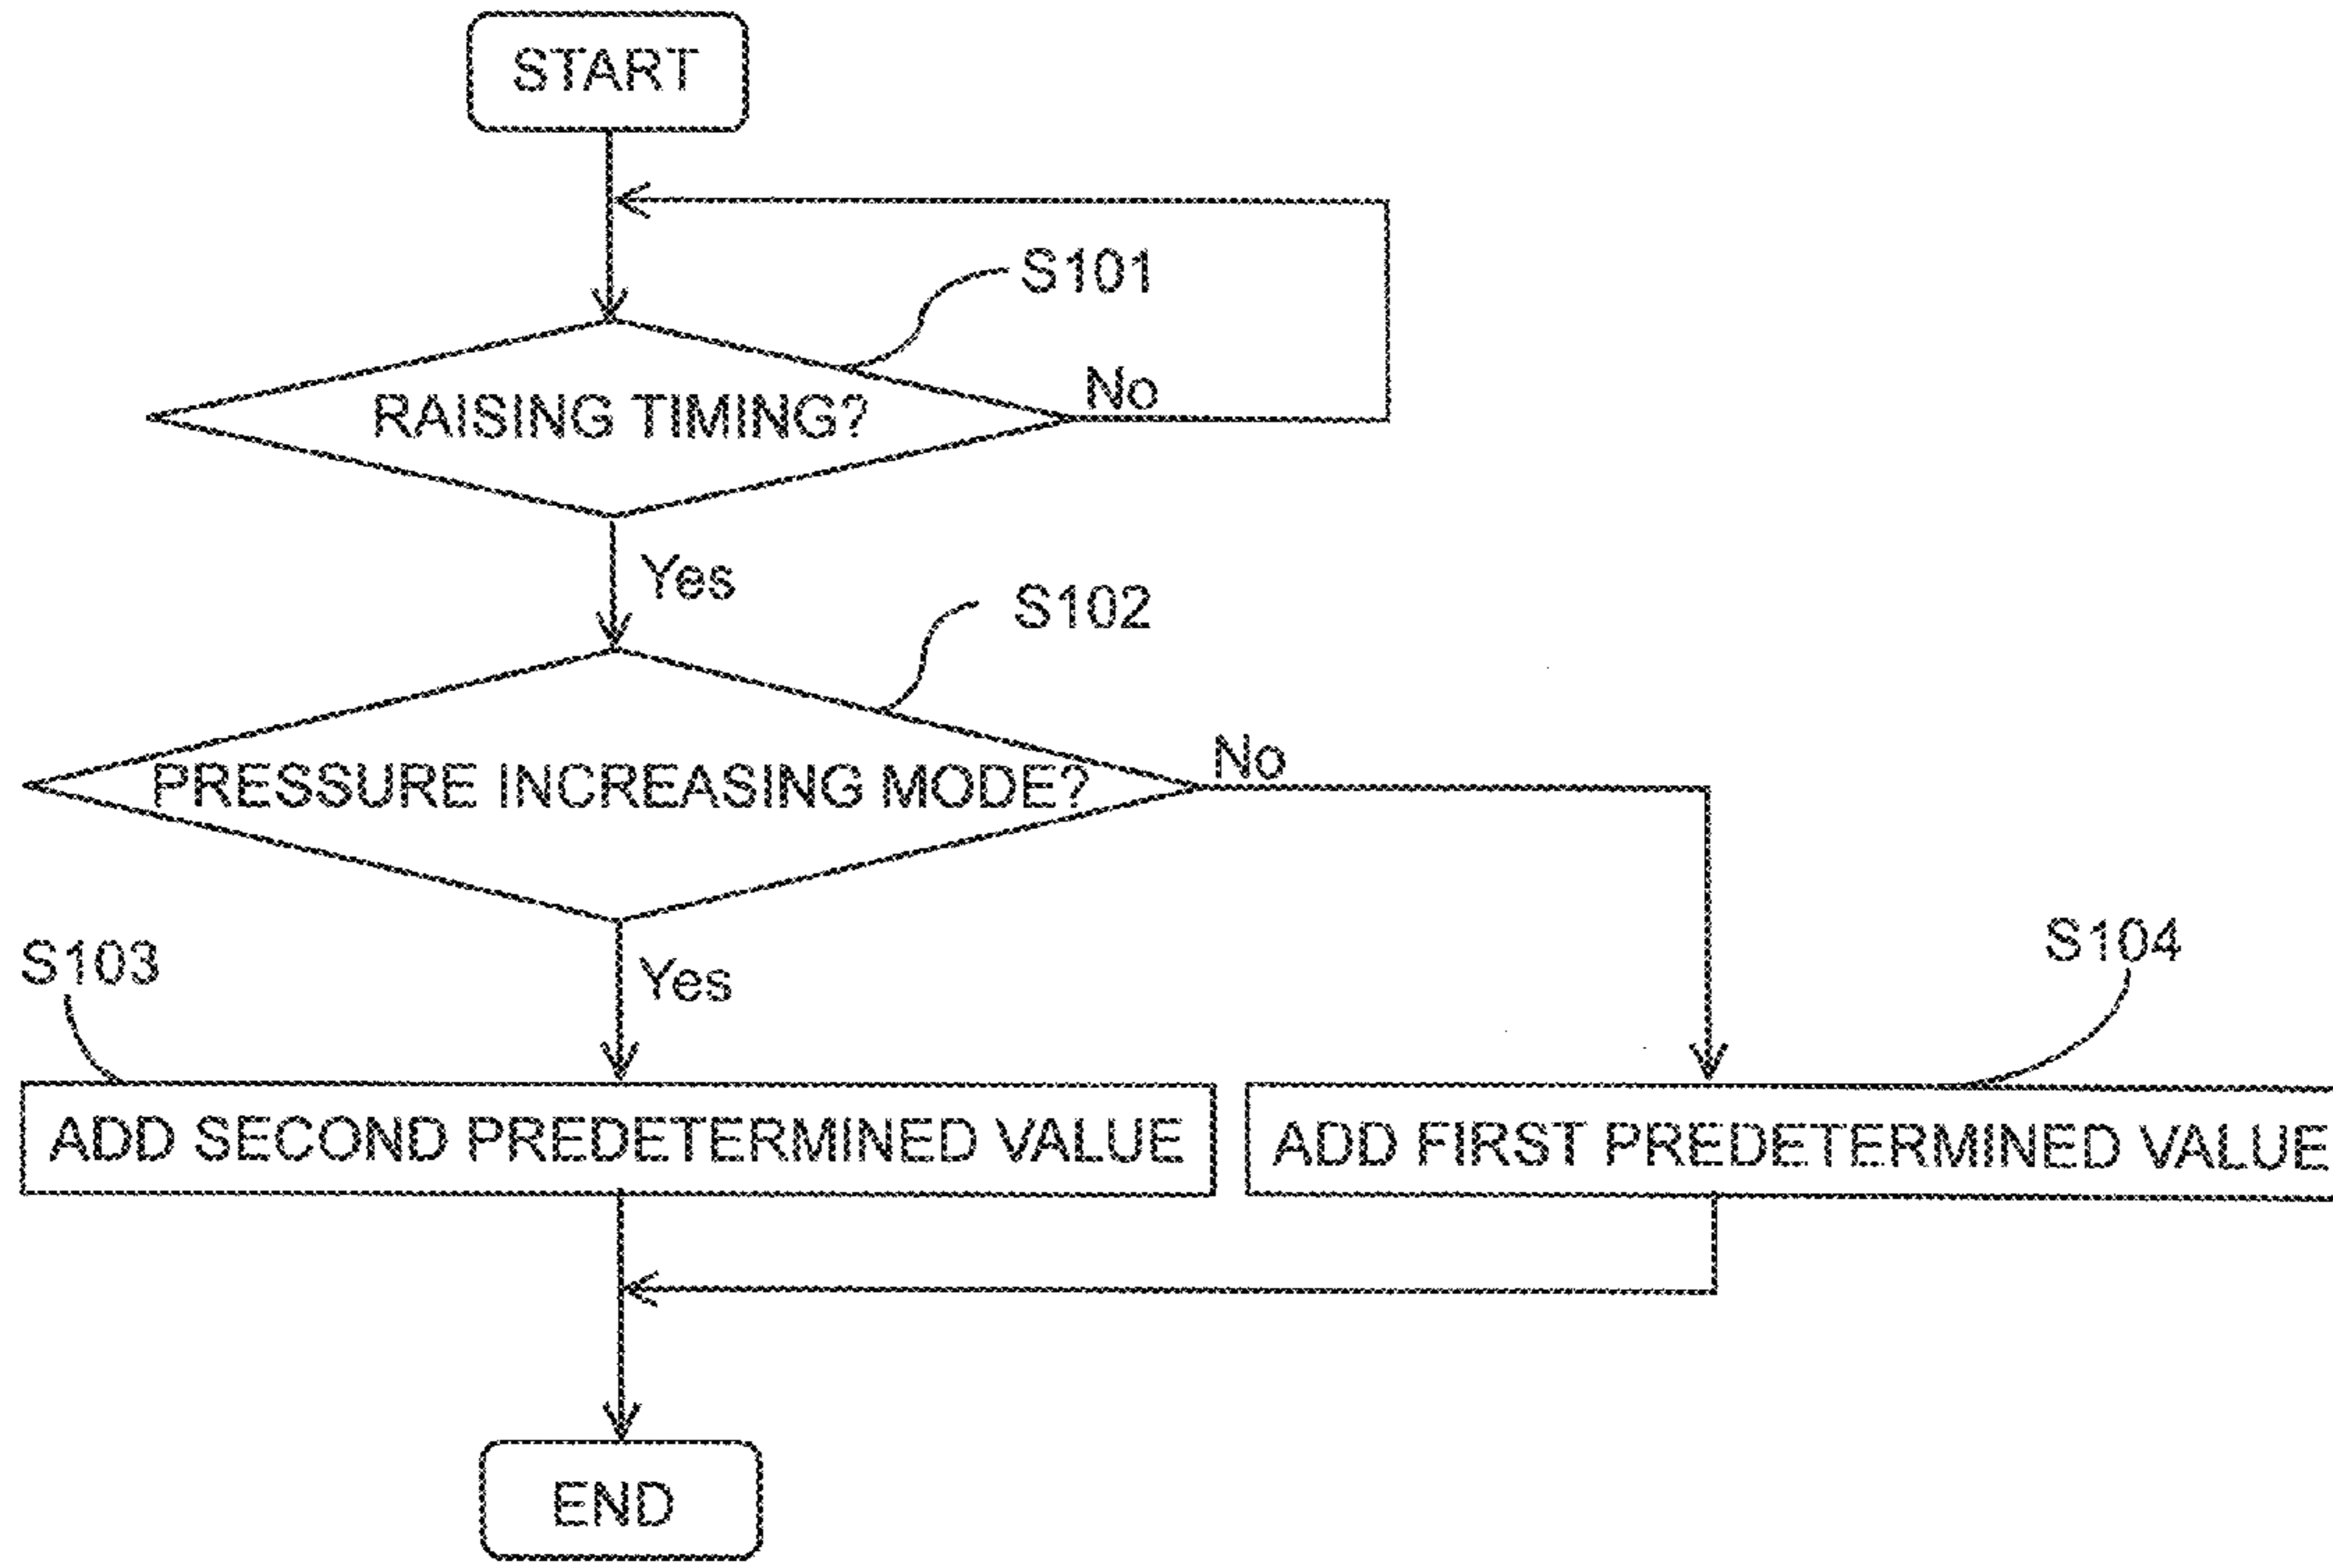 START
S101
No
RAISING TIMING?
Yes
S102
No
PRESSURE INCREASING MODE?
S103
Yes
S104
ADD SECOND PREDETERMINED VALUE
ADD FIRST PREDETERMINED VALUE
END